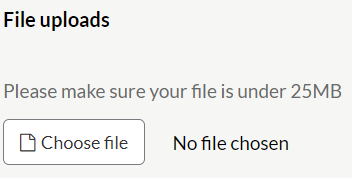 File uploads
Please make sure your file is under 25MB
Choose file No file chosen